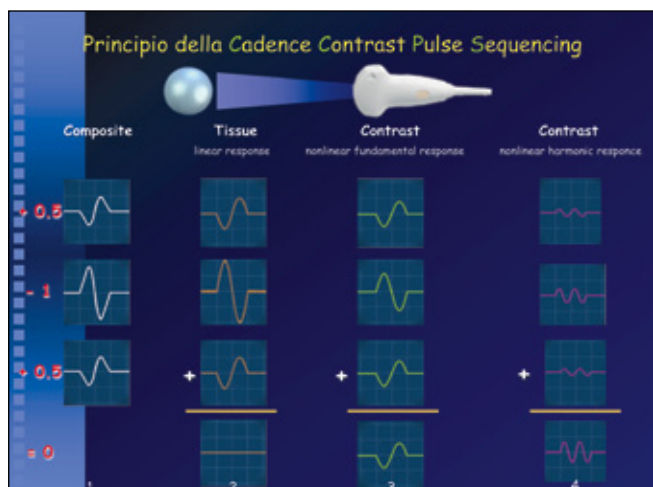 Principio della Cadence Contrast Pulse Sequencing
Composite Tissue Contrast Contrast
linear response nonlinear fundamental response nonlinear harmonic responce
+ 0.5
- 1
+ 0.5 + + +
= 0
1 2 3 4